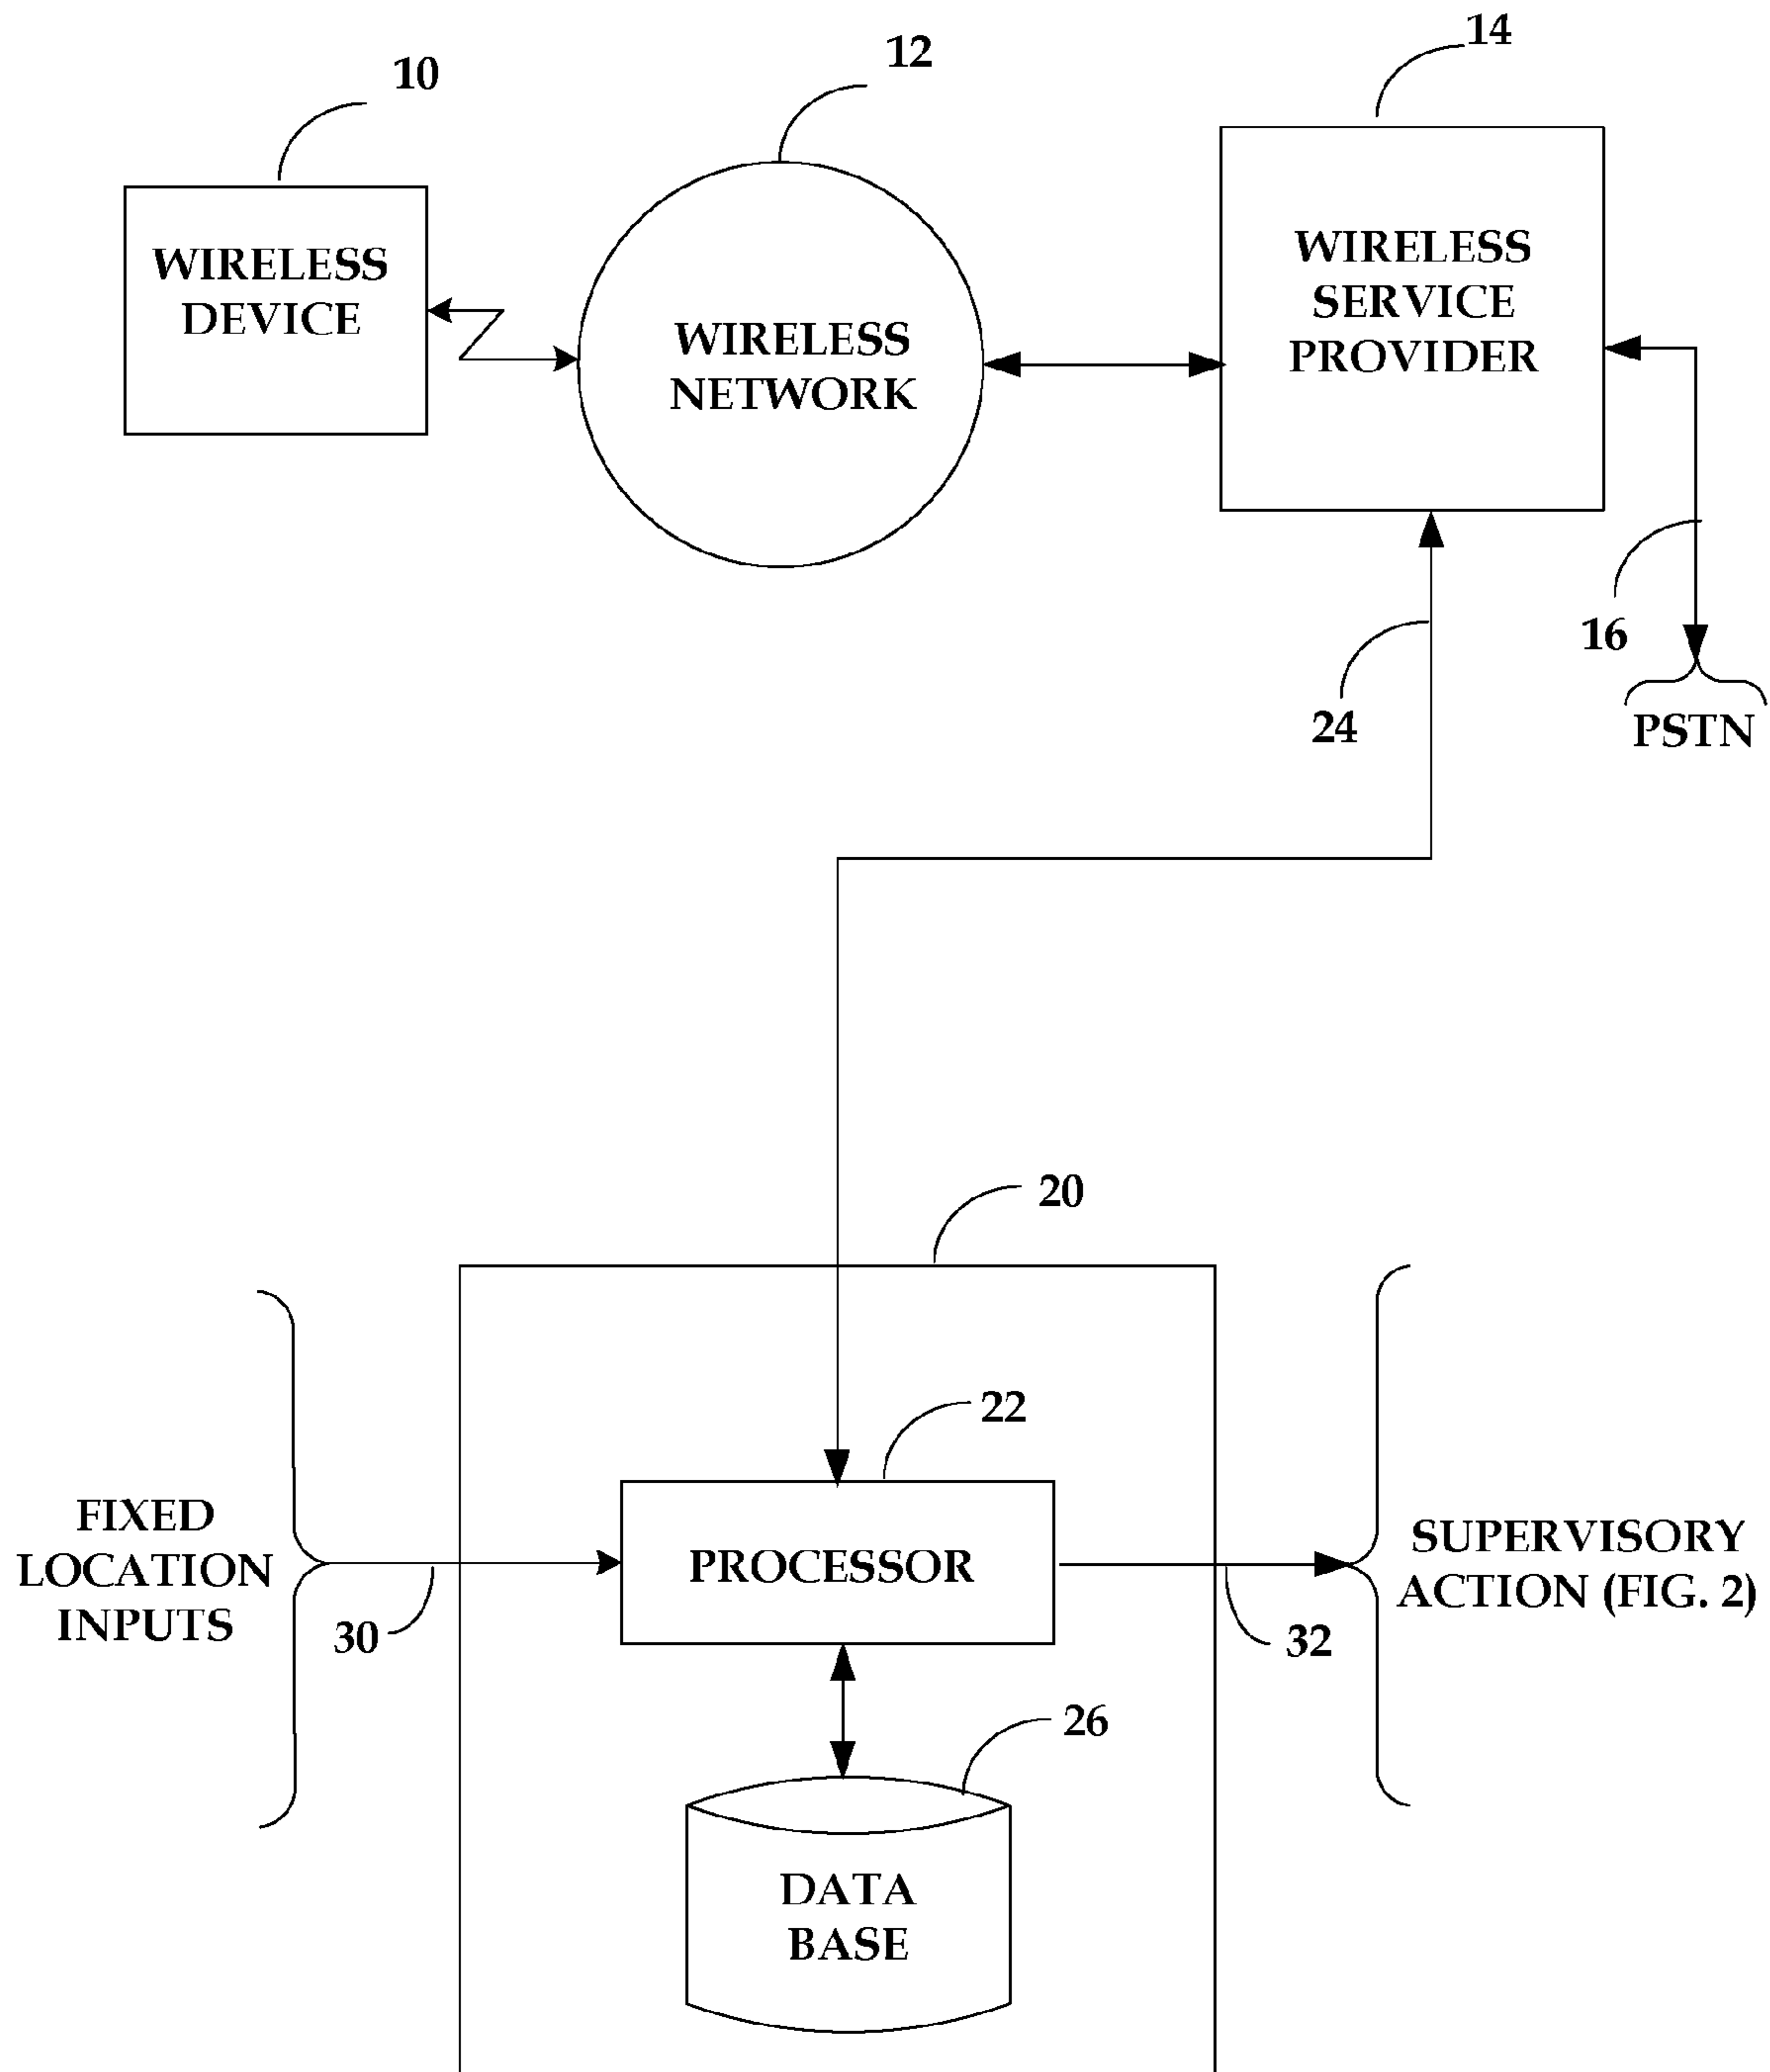 14
12
10
WIRELESS
DEVICE
WIRELESS
NETWORK
WIRELESS
SERVICE
PROVIDER
16
24
PSTN
20
22
FIXED
LOCATION
INPUTS
30
PROCESSOR
32
SUPERVISORY
ACTION (FIG. 2)
26
DATA
BASE